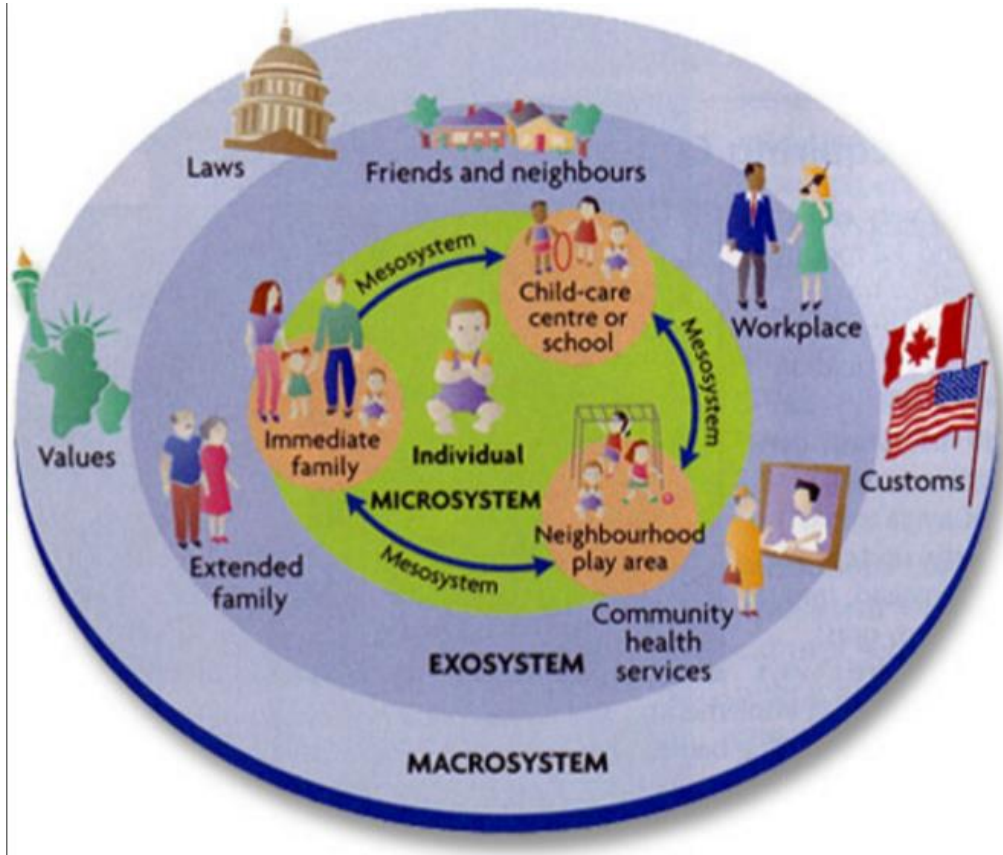 Laws
Friends and neighbours
Mesosystem
Child-care
centre or
school
Workplace
Mesosystem
Values
Immediate
family
Individual
Customs
MICROSYSTEM
Neighbourhood
play area
Mesosystem
Extended
family
Community
health
services
EXOSYSTEM
MACROSYSTEM